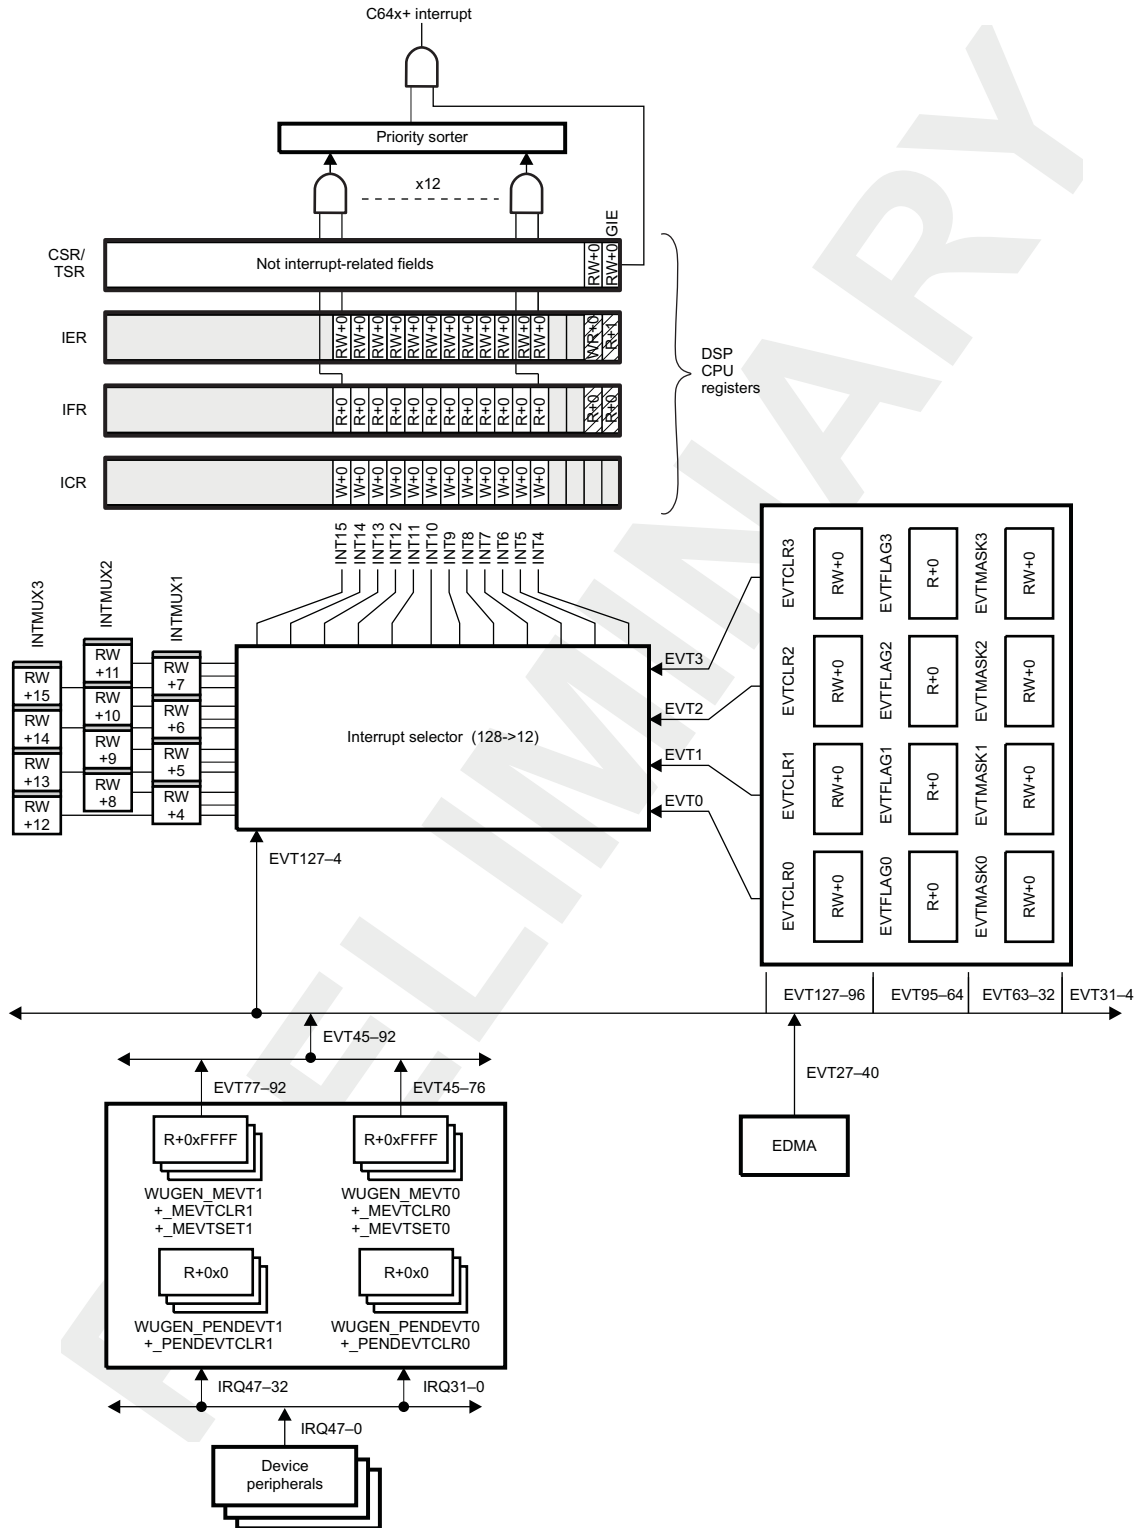 C64x+ interrupt
Priority sorter
x12
GIE
CSR/
TSR
Not interrupt-related fields
RW+0
RW+0
IER
RW+0
RW+0
RW+0
RW+0
RW+0
RW+0
RW+0
RW+0
RW+0
RW+0
RW+0
RW+0
WR+0
R+1
DSP
CPU
registers
IFR
R+0
R+0
R+0
R+0
R+0
R+0
R+0
R+0
R+0
R+0
R+0
R+0
R+0
R+0
ICR
W+0
W+0
W+0
W+0
W+0
W+0
W+0
W+0
W+0
W+0
W+0
W+0
INT15
INT14
INT13
INT12
INT11
INT10
INT9
INT8
INT7
INT6
INT5
INT4
INTMUX3
INTMUX2
INTMUX1
RW
+15
RW
+14
RW
+13
RW
+12
RW
+11
RW
+10
RW
+9
RW
+8
RW
+7
RW
+6
RW
+5
RW
+4
Interrupt selector (128->12)
EVT3
EVT2
EVT1
EVT0
EVTCLR3
RW+0
EVTFLAG3
R+0
EVTMASK3
RW+0
EVTCLR2
RW+0
EVTFLAG2
R+0
EVTMASK2
RW+0
EVTCLR1
RW+0
EVTFLAG1
R+0
EVTMASK1
RW+0
EVTCLR0
RW+0
EVTFLAG0
R+0
EVTMASK0
RW+0
EVT127–4
EVT127–96
EVT95–64
EVT63–32
EVT31–4
EVT45–92
EVT27–40
EVT77–92
EVT45–76
EDMA
R+0xFFFF
R+0xFFFF
WUGEN_MEVT1
+_MEVTCLR1
+_MEVTSET1
WUGEN_MEVT0
+_MEVTCLR0
+_MEVTSET0
R+0x0
R+0x0
WUGEN_PENDEVT1
+_PENDEVTCLR1
WUGEN_PENDEVT0
+_PENDEVTCLR0
IRQ47–32
IRQ31–0
IRQ47–0
Device
peripherals
PRELIMINARY